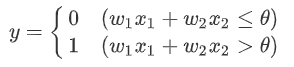 y = { 0 (w₁x₁ + w₂x₂ ≤ θ)
1 (w₁x₁ + w₂x₂ > θ)